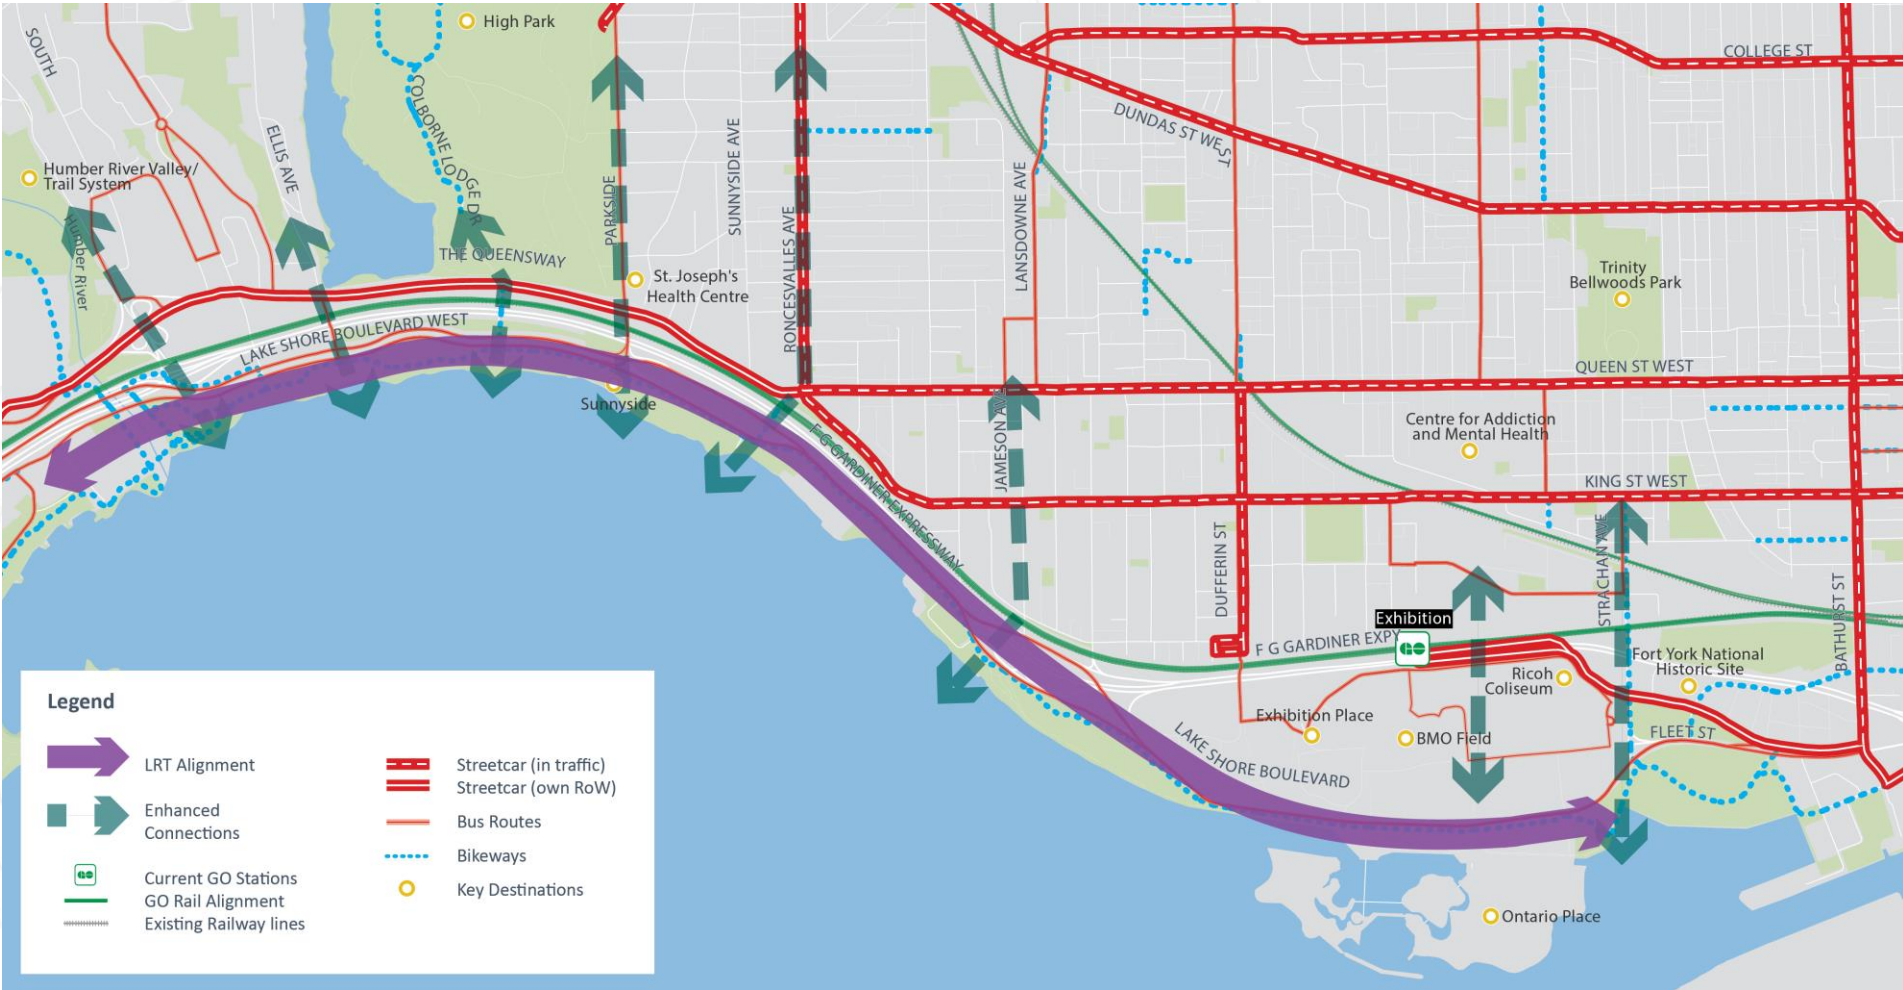 High Park
SOUTH
COLLEGE ST
COLBORNE LODGE DR
DUNDAS ST WEST
ELLIS AVE
SUNNYSIDE AVE
Humber River Valley/
Trail System
PARKSIDE
LANSDOWNE AVE
RONCESVALLES AVE
Humber River
THE QUEENSWAY
St. Joseph's
Health Centre
Trinity
Bellwoods Park
LAKE SHORE BOULEVARD WEST
QUEEN ST WEST
Sunnyside
JAMESON AVE
Centre for Addiction
and Mental Health
F G GARDINER EXPRESSWAY
KING ST WEST
DUFFERIN ST
STRACHAN AVE
BATHURST ST
Exhibition
GO
F G GARDINER EXPY
Ricoh
Coliseum
Fort York National
Historic Site
Exhibition Place
BMO Field
FLEET ST
LAKE SHORE BOULEVARD
Ontario Place
Legend
LRT Alignment
Enhanced
Connections
GO
Current GO Stations
GO Rail Alignment
Existing Railway lines
Streetcar (in traffic)
Streetcar (own RoW)
Bus Routes
Bikeways
Key Destinations